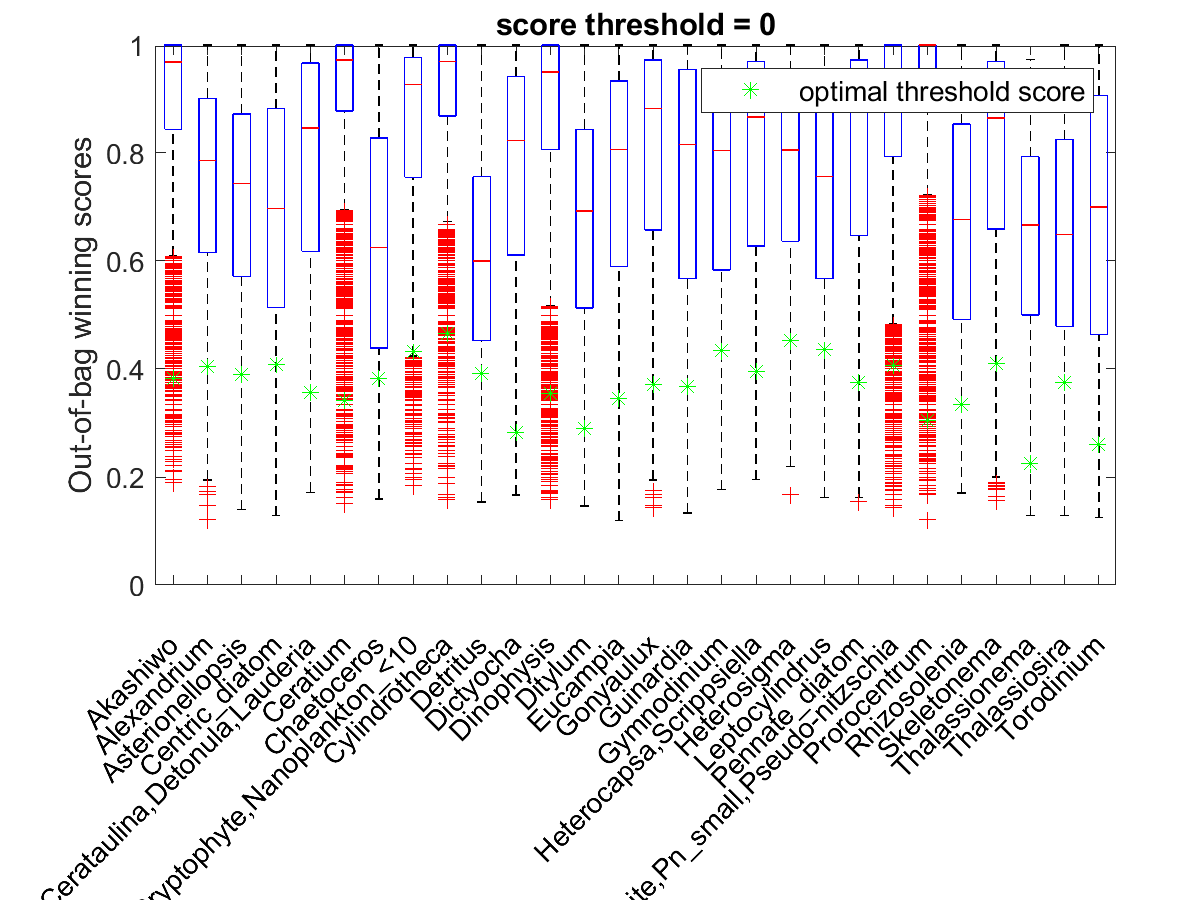 score threshold = 0
optimal threshold score
Out-of-bag winning scores
1
0.8
0.6
0.4
0.2
0
Akashiwo
Alexandrium
Asterionellopsis
Centric_diatom
Cerataulina,Detonula,Lauderia
Ceratium
Chaetoceros
ryptophyte,Nanoplankton_<10
Cylindrotheca
Detritus
Dictyocha
Dinophysis
Ditylum
Eucampia
Gonyaulux
Guinardia
Gymnodinium
Heterocapsa,Scrippsiella
Heterosigma
Leptocylindrus
Pennate_diatom
ite,Pn_small,Pseudo-nitzschia
Prorocentrum
Rhizosolenia
Skeletonema
Thalassionema
Thalassiosira
Torodinium